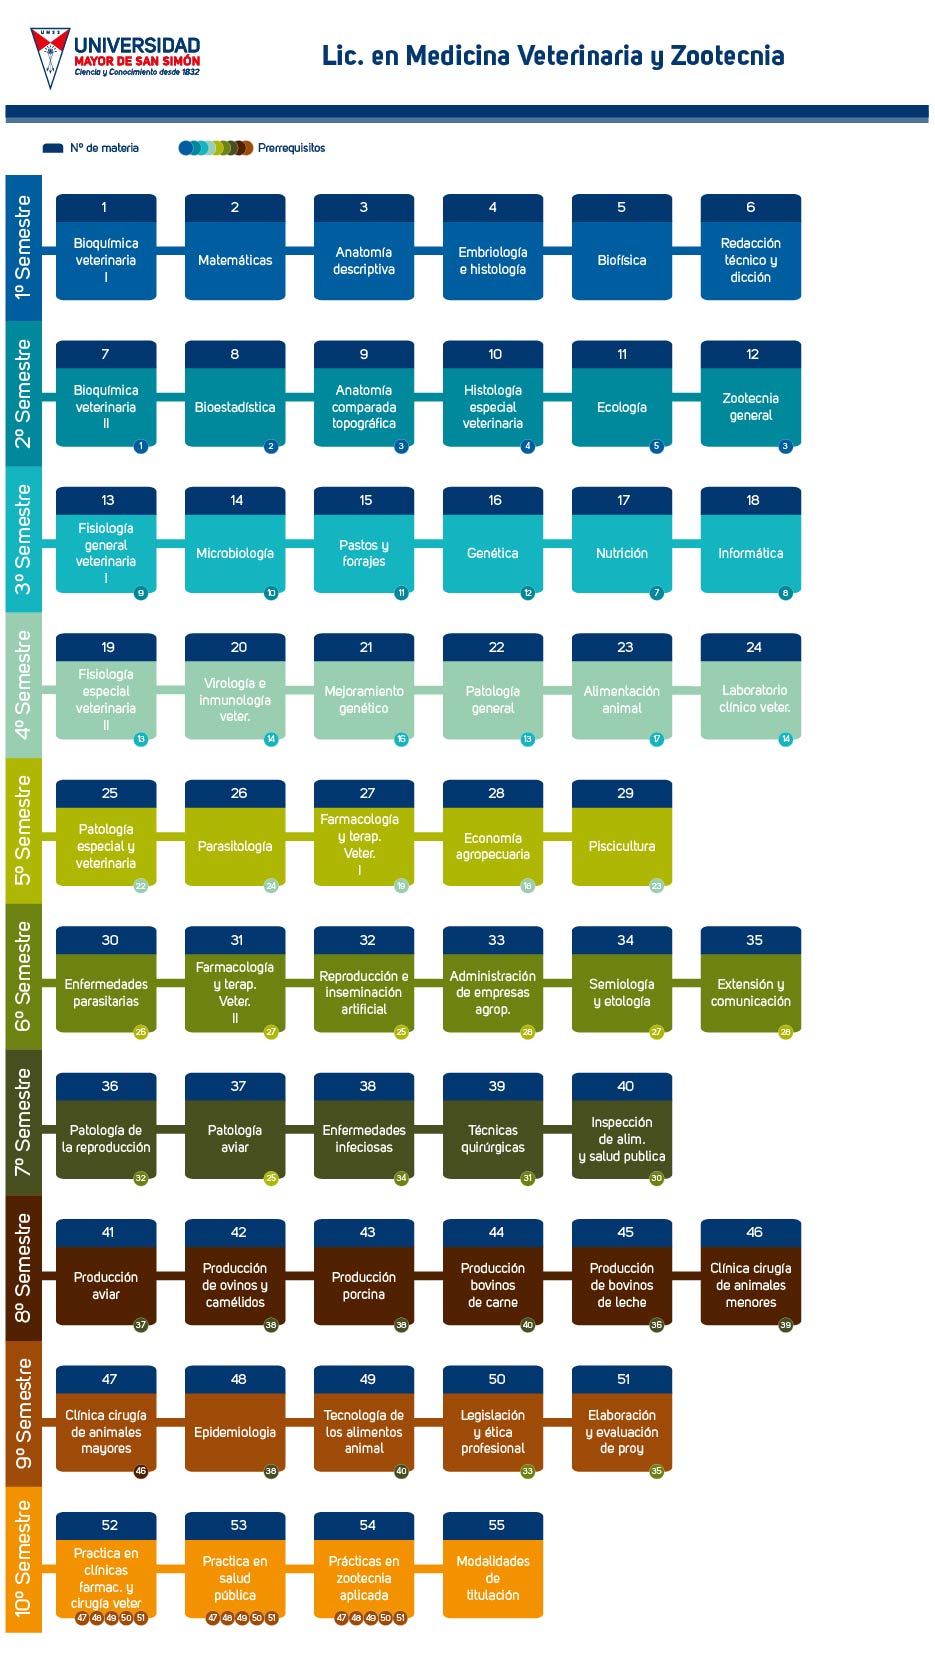 UMSS
UNIVERSIDAD
MAYOR DE SAN SIMÓN
Ciencia y Conocimiento desde 1832
Lic. en Medicina Veterinaria y Zootecnia
Nº de materia
Prerrequisitos
1º Semestre
1
Bioquímica
veterinaria
I
2
Matemáticas
3
Anatomía
descriptiva
4
Embriología
e histología
5
Biofísica
6
Redacción
técnico y
dicción
2º Semestre
7
Bioquímica
veterinaria
II
1
8
Bioestadística
2
9
Anatomía
comparada
topográfica
3
10
Histología
especial
veterinaria
4
11
Ecología
5
12
Zootecnia
general
3
3º Semestre
13
Fisiología
general
veterinaria
I
9
14
Microbiología
10
15
Pastos y
forrajes
11
16
Genética
12
17
Nutrición
7
18
Informática
8
4º Semestre
19
Fisiología
especial
veterinaria
II
13
20
Virología e
inmunología
veter.
14
21
Mejoramiento
genético
16
22
Patología
general
13
23
Alimentación
animal
17
24
Laboratorio
clínico veter.
14
5º Semestre
25
Patología
especial y
veterinaria
22
26
Parasitología
24
27
Farmacología
y terap.
Veter.
I
19
28
Economía
agropecuaria
18
29
Piscicultura
23
6º Semestre
30
Enfermedades
parasitarias
26
31
Farmacología
y terap.
Veter.
II
27
32
Reproducción e
inseminación
artificial
25
33
Administración
de empresas
agrop.
28
34
Semiología
y etología
27
35
Extensión y
comunicación
28
7º Semestre
36
Patología de
la reproducción
32
37
Patología
aviar
25
38
Enfermedades
infeciosas
34
39
Técnicas
quirúrgicas
31
40
Inspección
de alim.
y salud publica
30
8º Semestre
41
Producción
aviar
37
42
Producción
de ovinos y
camélidos
38
43
Producción
porcina
38
44
Producción
bovinos
de carne
40
45
Producción
de bovinos
de leche
36
46
Clínica cirugía
de animales
menores
39
9º Semestre
47
Clínica cirugía
de animales
mayores
46
48
Epidemiologia
38
49
Tecnología de
los alimentos
animal
40
50
Legislación
y ética
profesional
33
51
Elaboración
y evaluación
de proy
35
10º Semestre
52
Practica en
clínicas
farmac. y
cirugía veter
47 48 49 50 51
53
Practica en
salud
pública
47 48 49 50 51
54
Prácticas en
zootecnia
aplicada
47 48 49 50 51
55
Modalidades
de
titulación